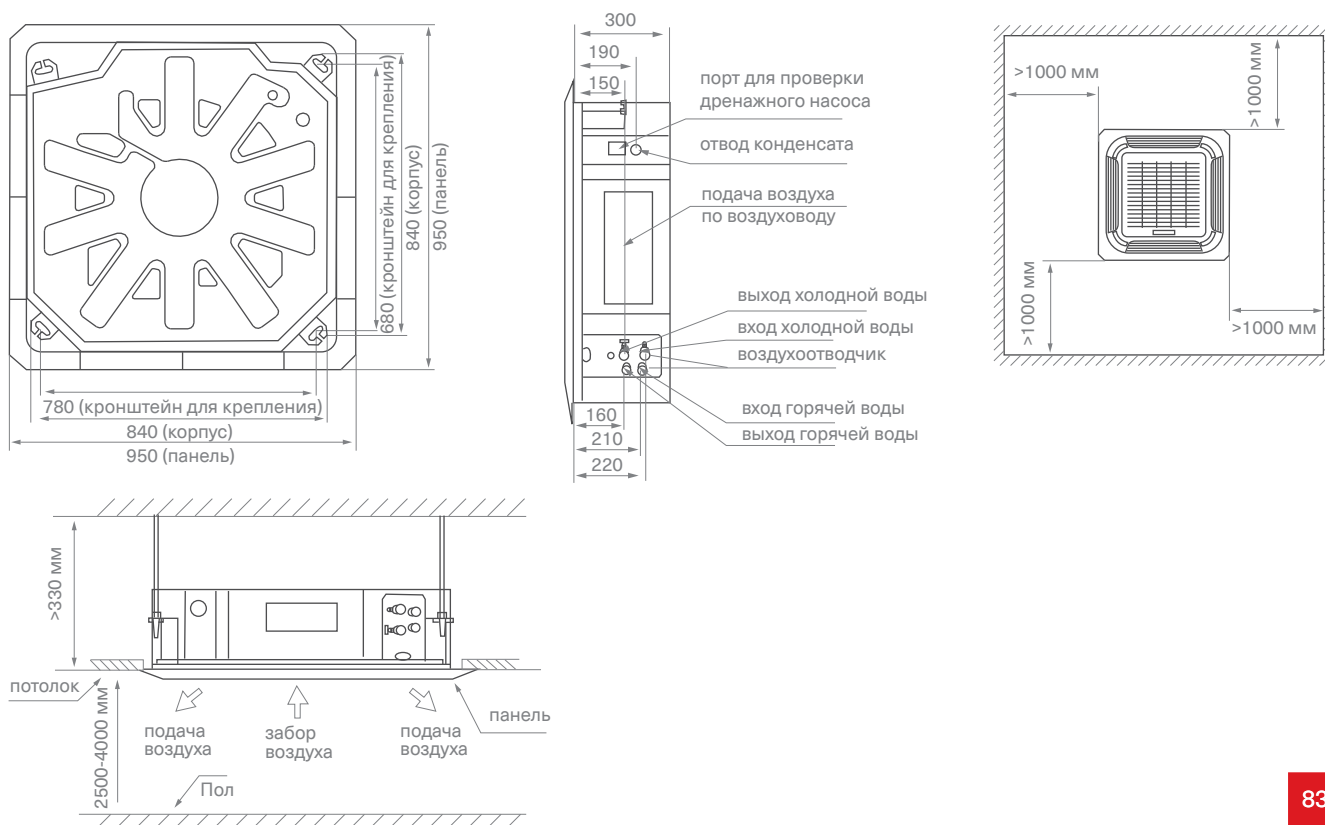 680 (кронштейн для крепления)
840 (корпус)
950 (панель)
780 (кронштейн для крепления)
840 (корпус)
950 (панель)
300
190
150
порт для проверки
дренажного насоса
отвод конденсата
подача воздуха
по воздуховоду
выход холодной воды
вход холодной воды
воздухоотводчик
вход горячей воды
выход горячей воды
160
210
220
>1000 мм
>1000 мм
>1000 мм
>1000 мм
>330 мм
потолок
2500-4000 мм
подача
воздуха
забор
воздуха
подача
воздуха
панель
Пол
83